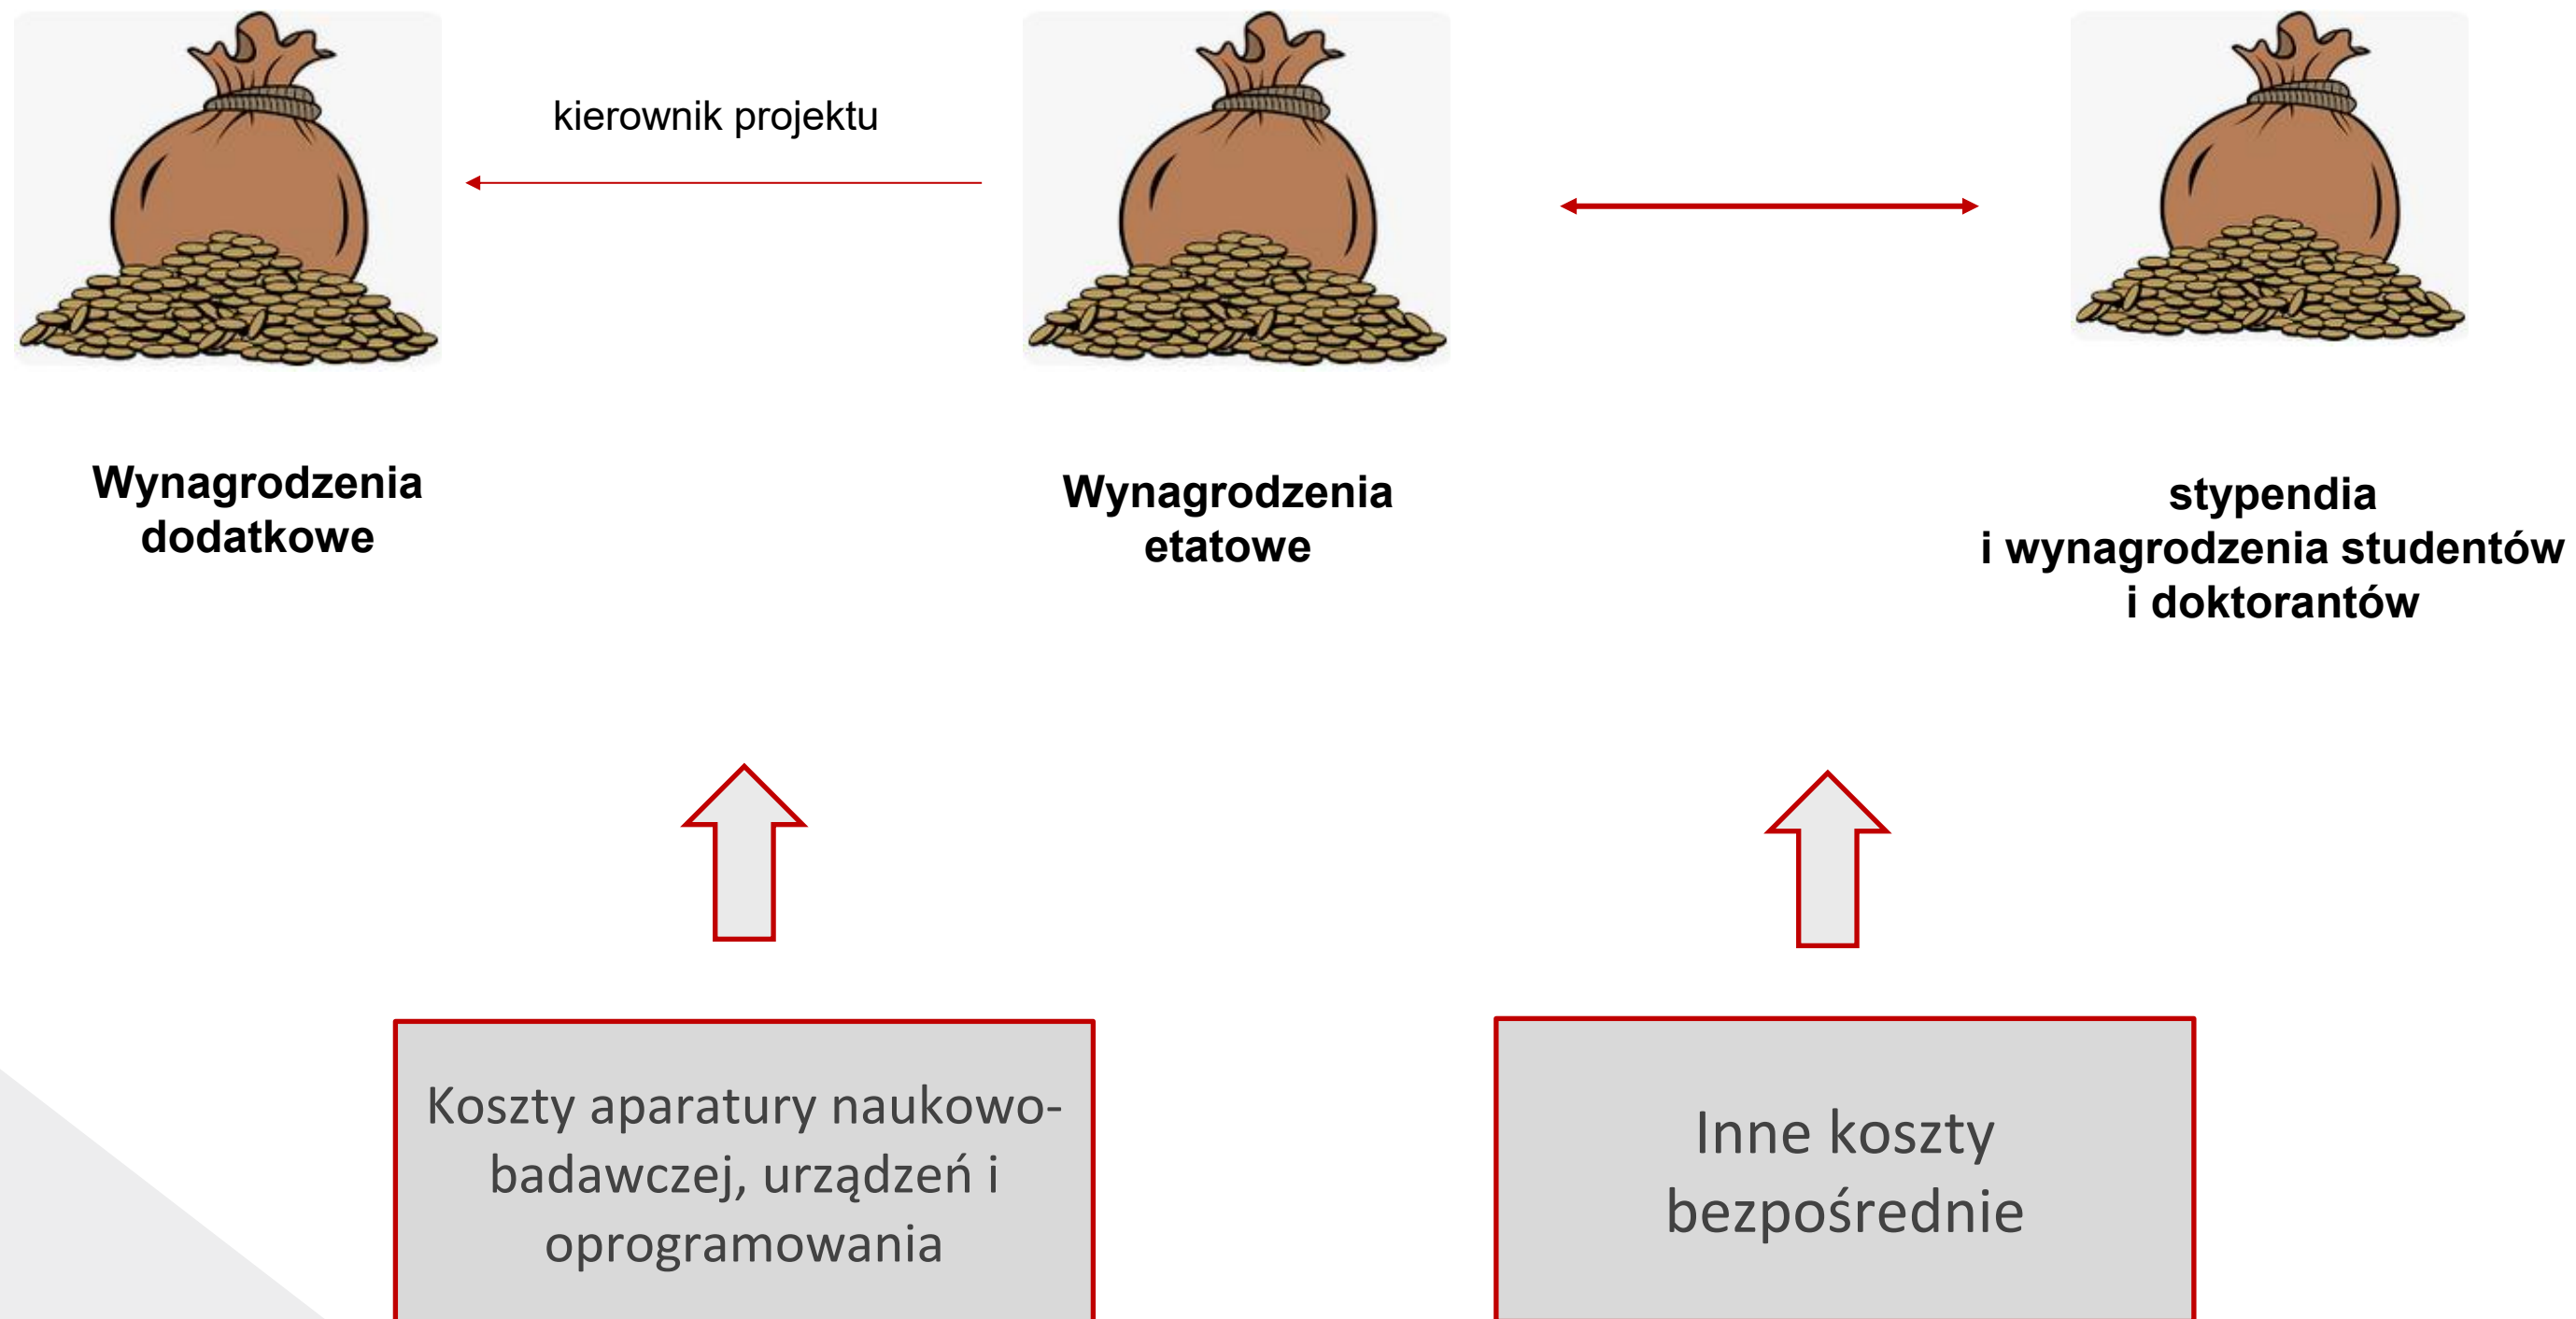 kierownik projektu
Wynagrodzenia
dodatkowe
Wynagrodzenia
etatowe
stypendia
i wynagrodzenia studentów
i doktorantów
Koszty aparatury naukowo-
badawczej, urządzeń i
oprogramowania
Inne koszty
bezpośrednie